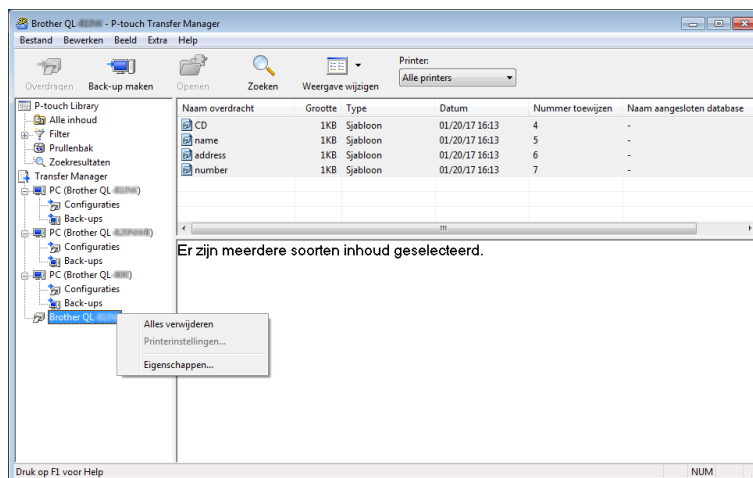 Brother QL - P-touch Transfer Manager
Bestand Bewerken Beeld Extra Help
Overdragen Back-up maken Openen Zoeken Weergave wijzigen
Printer:
Alle printers
P-touch Library
Alle inhoud
Filter
Prullenbak
Zoekresultaten
Transfer Manager
PC (Brother QL )
Configuraties
Back-ups
PC (Brother QL )
Configuraties
Back-ups
PC (Brother QL )
Configuraties
Back-ups
Brother QL
Naam overdracht Grootte Type Datum Nummer toewijzen Naam aangesloten database
CD 1KB Sjabloon 01/20/17 16:13 4 -
name 1KB Sjabloon 01/20/17 16:13 5 -
address 1KB Sjabloon 01/20/17 16:13 6 -
number 1KB Sjabloon 01/20/17 16:13 7 -
Er zijn meerdere soorten inhoud geselecteerd.
Alles verwijderen
Printerinstellingen...
Eigenschappen...
Druk op F1 voor Help NUM